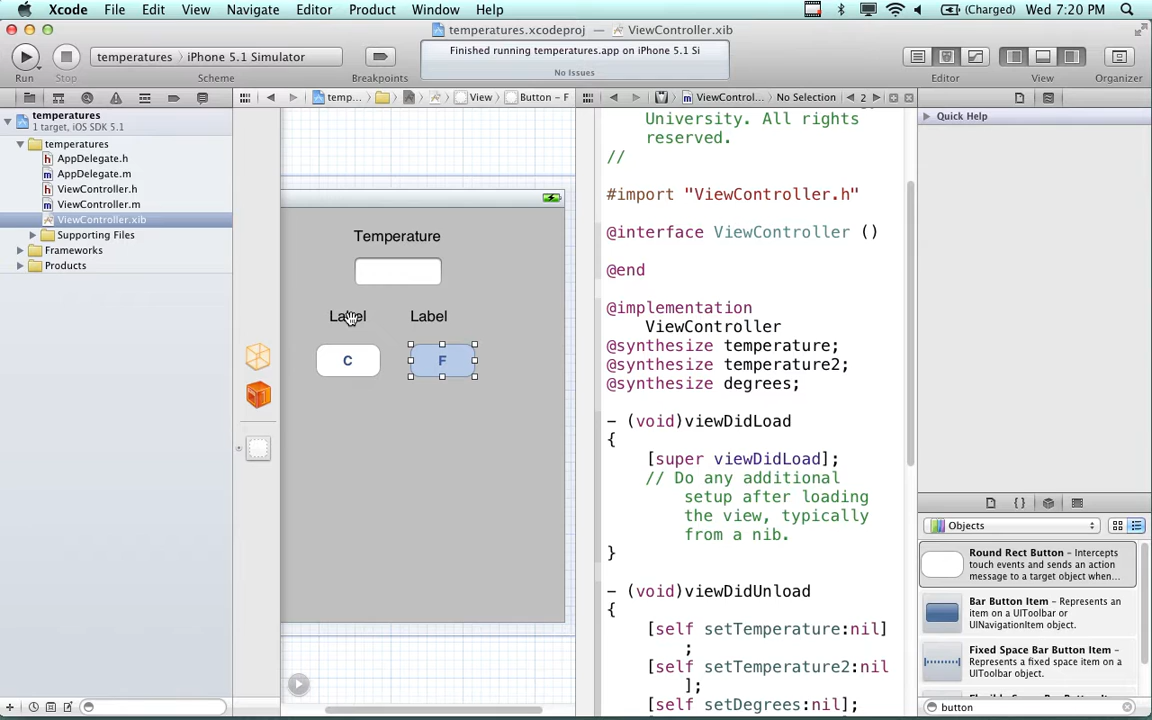 Xcode File Edit View Navigate Editor Product Window Help (Charged) Wed 7:20 PM
temperatures.xcodeproj › ViewController.xib
temperatures › iPhone 5.1 Simulator
Finished running temperatures.app on iPhone 5.1 Si
No Issues
Run Stop Scheme Breakpoints Editor View Organizer
temp... View Button - F ViewControl... No Selection 2
temperatures
1 target, iOS SDK 5.1
temperatures
AppDelegate.h
AppDelegate.m
ViewController.h
ViewController.m
ViewController.xib
Supporting Files
Frameworks
Products
Temperature
Label Label
C F
University. All rights
reserved.
//
#import "ViewController.h"
@interface ViewController ()
@end
@implementation
ViewController
@synthesize temperature;
@synthesize temperature2;
@synthesize degrees;
- (void)viewDidLoad
{
[super viewDidLoad];
// Do any additional
setup after loading
the view, typically
from a nib.
}
- (void)viewDidUnload
{
[self setTemperature:nil]
;
[self setTemperature2:nil
];
[self setDegrees:nil];
Quick Help
Objects
Round Rect Button – Intercepts
touch events and sends an action
message to a target object when...
Bar Button Item – Represents an
item on a UIToolbar or
UINavigationItem object.
Fixed Space Bar Button Item –
Represents a fixed space item on a
UIToolbar object.
button